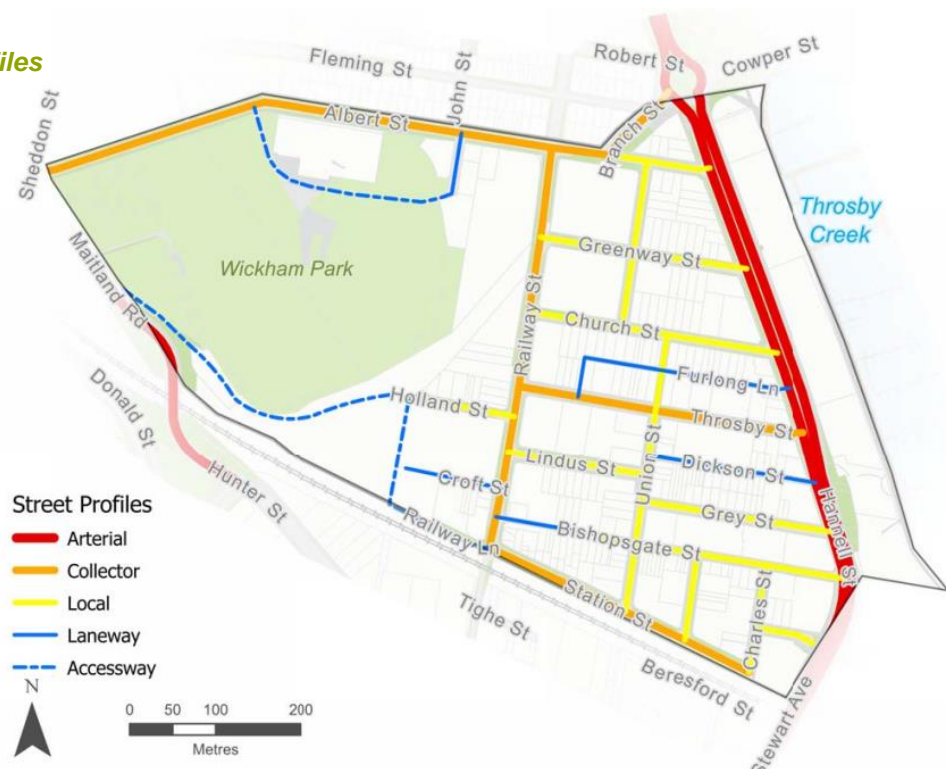 files
Fleming St
John St
Robert St
Cowper St
Sheddon St
Albert St
Branch St
Throsby
Creek
Greenway St
Wickham Park
Maitland Rd
Railway St
Church St
Furlong Ln
Holland St
Throsby St
Donald St
Lindus St
Union St
Dickson St
Hunter St
Croft St
Grey St
Hannell St
Railway Ln
Bishopsgate St
Station St
Charles St
Tighe St
Beresford St
Stewart Ave
Street Profiles
Arterial
Collector
Local
Laneway
Accessway
N
0 50 100 200
Metres